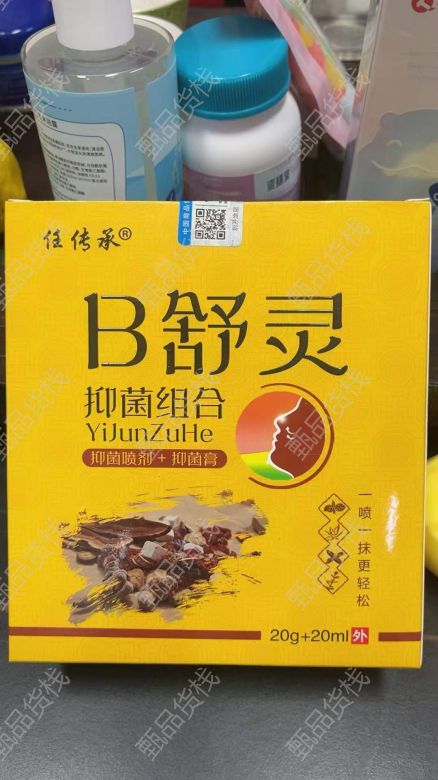 任传承®
B舒灵
抑菌组合
YiJunZuHe
抑菌喷剂+抑菌膏
一喷一抹更轻松
20g+20ml 外
甄品货栈